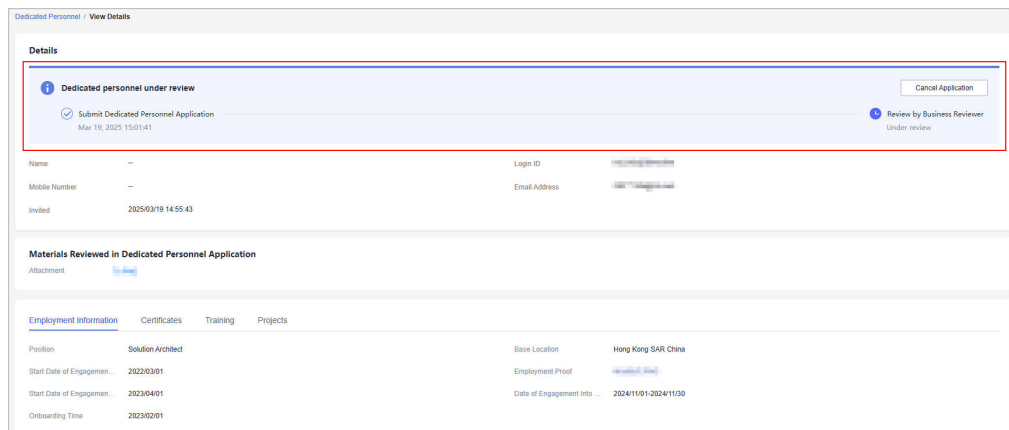 Dedicated Personnel / View Details
Details
Dedicated personnel under review
Cancel Application
Submit Dedicated Personnel Application
Mar 19, 2025 15:01:41
Review by Business Reviewer
Under review
Name --
Login ID
Mobile Number --
Email Address
Invited 2025/03/19 14:55:43
Materials Reviewed in Dedicated Personnel Application
Attachment
Employment Information Certificates Training Projects
Position Solution Architect
Base Location Hong Kong SAR China
Start Date of Engagemen... 2022/03/01
Employment Proof
Start Date of Engagemen... 2023/04/01
Date of Engagement Into ... 2024/11/01-2024/11/30
Onboarding Time 2023/02/01